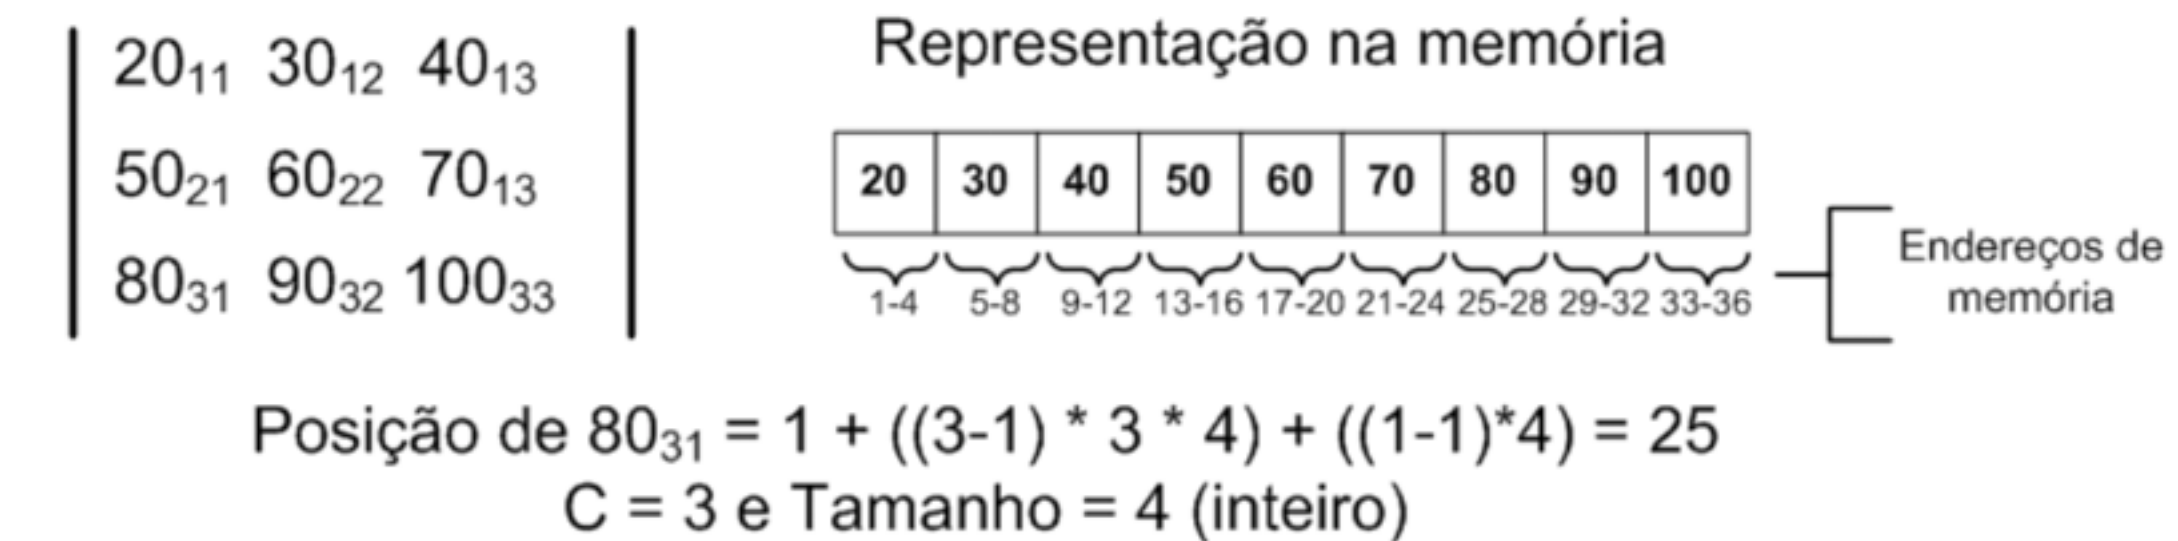 20₁₁ 30₁₂ 40₁₃
50₂₁ 60₂₂ 70₁₃
80₃₁ 90₃₂ 100₃₃
Representação na memória
20 30 40 50 60 70 80 90 100
1-4 5-8 9-12 13-16 17-20 21-24 25-28 29-32 33-36
Endereços de
memória
Posição de 80₃₁ = 1 + ((3-1) * 3 * 4) + ((1-1)*4) = 25
C = 3 e Tamanho = 4 (inteiro)